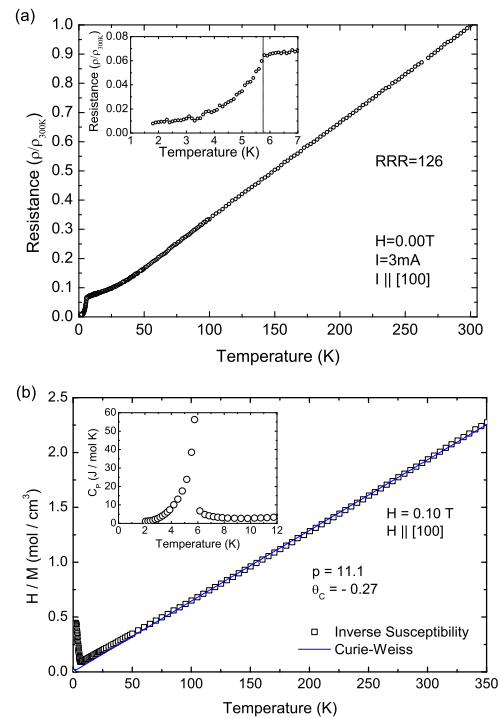 (a)
1.0
0.9
0.8
0.7
0.6
0.5
0.4
0.3
0.2
0.1
0.0
Resistance (ρ/ρ300K)
0.08
0.06
0.04
0.02
0.00
Resistance (ρ/ρ300K)
1 2 3 4 5 6 7
Temperature (K)
RRR=126
H=0.00T
I=3mA
I || [100]
0 50 100 150 200 250 300
Temperature (K)
(b)
2.5
2.0
1.5
1.0
0.5
0.0
H / M (mol / cm³)
60
50
40
30
20
10
0
CP (J / mol K)
0 2 4 6 8 10 12
Temperature (K)
H = 0.10 T
H || [100]
p = 11.1
θC = - 0.27
Inverse Susceptibility
Curie-Weiss
0 50 100 150 200 250 300 350
Temperature (K)